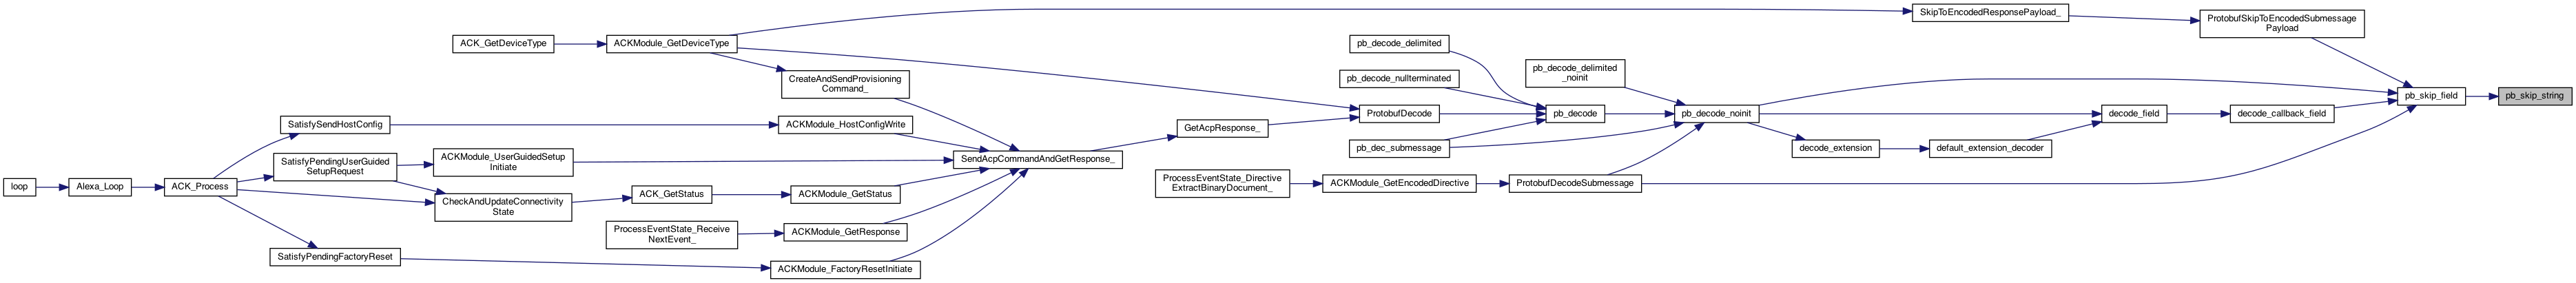 SkipToEncodedResponsePayload_
ProtobufSkipToEncodedSubmessage
Payload
ACK_GetDeviceType
ACKModule_GetDeviceType
pb_decode_delimited
pb_decode_delimited
_noinit
pb_decode_nullterminated
CreateAndSendProvisioning
Command_
pb_skip_field
pb_skip_string
ProtobufDecode
pb_decode
pb_decode_noinit
decode_field
decode_callback_field
SatisfySendHostConfig
ACKModule_HostConfigWrite
GetAcpResponse_
pb_dec_submessage
decode_extension
default_extension_decoder
SatisfyPendingUserGuided
SetupRequest
ACKModule_UserGuidedSetup
Initiate
SendAcpCommandAndGetResponse_
loop
Alexa_Loop
ACK_Process
CheckAndUpdateConnectivity
State
ACK_GetStatus
ACKModule_GetStatus
ProcessEventState_Directive
ExtractBinaryDocument_
ACKModule_GetEncodedDirective
ProtobufDecodeSubmessage
ProcessEventState_Receive
NextEvent_
ACKModule_GetResponse
SatisfyPendingFactoryReset
ACKModule_FactoryResetInitiate